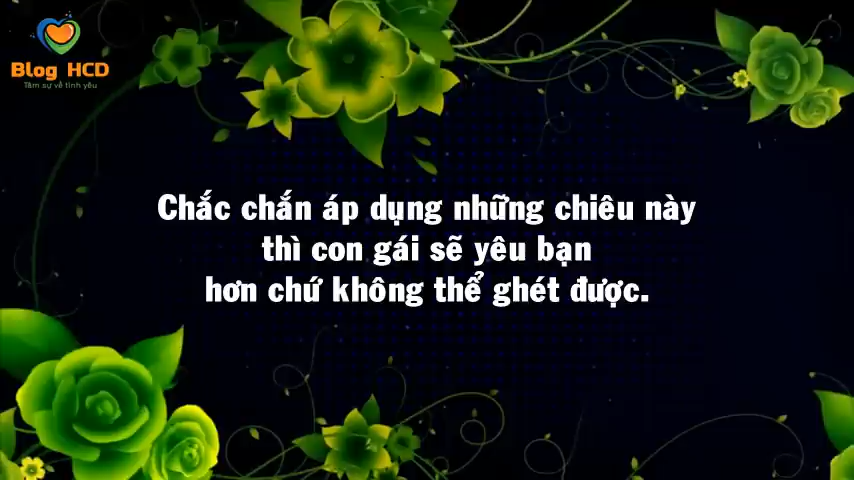 Blog HCD
Tâm sự về tình yêu
Chắc chắn áp dụng những chiêu này
thì con gái sẽ yêu bạn
hơn chứ không thể ghét được.